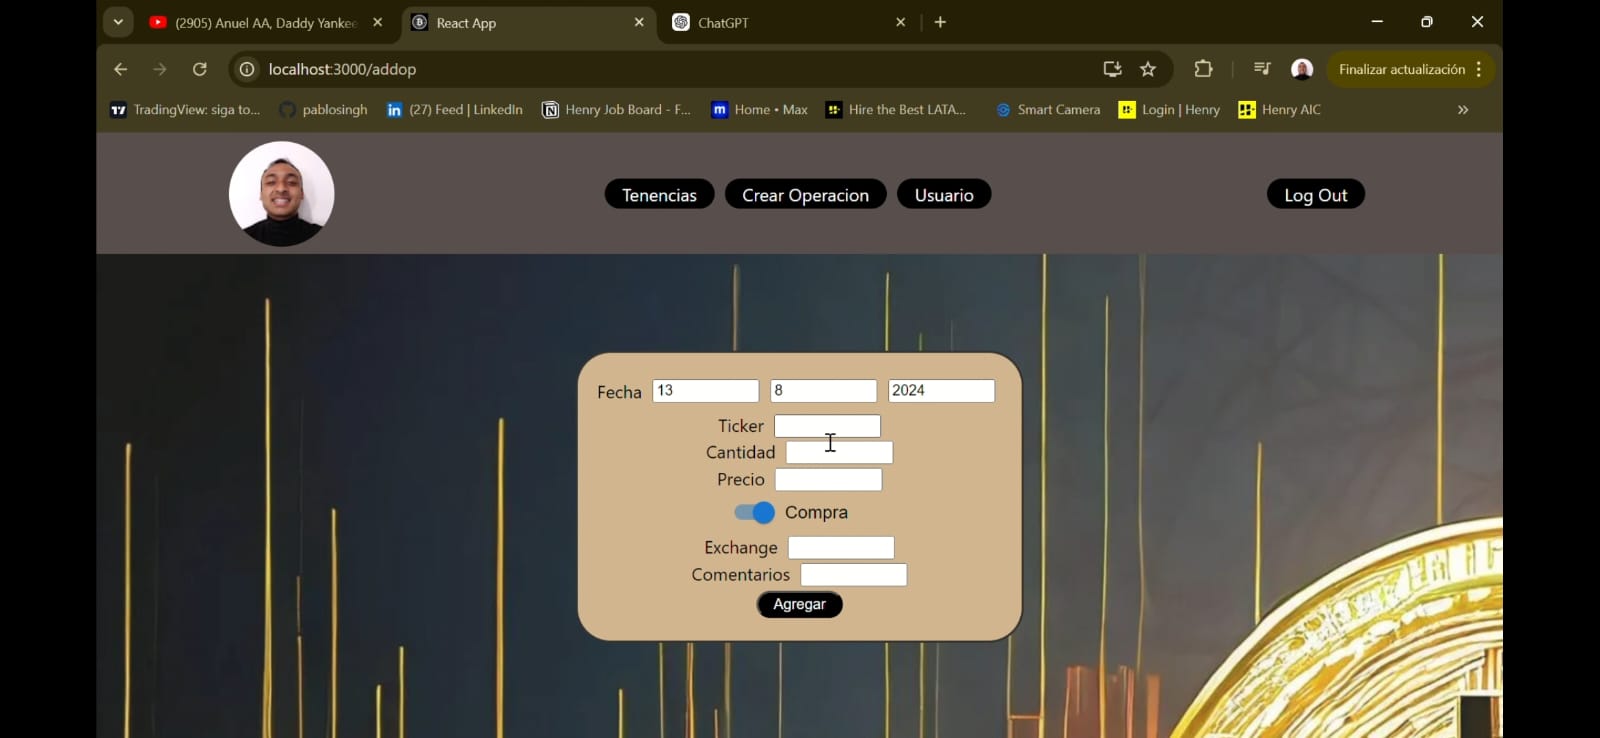 (2905) Anuel AA, Daddy Yankee
React App
ChatGPT
localhost:3000/addop
Finalizar actualización
TradingView: siga to...
pablosingh
(27) Feed | LinkedIn
Henry Job Board - F...
Home • Max
Hire the Best LATA...
Smart Camera
Login | Henry
Henry AIC
Tenencias
Crear Operacion
Usuario
Log Out
Fecha 13 8 2024
Ticker
Cantidad
Precio
Compra
Exchange
Comentarios
Agregar